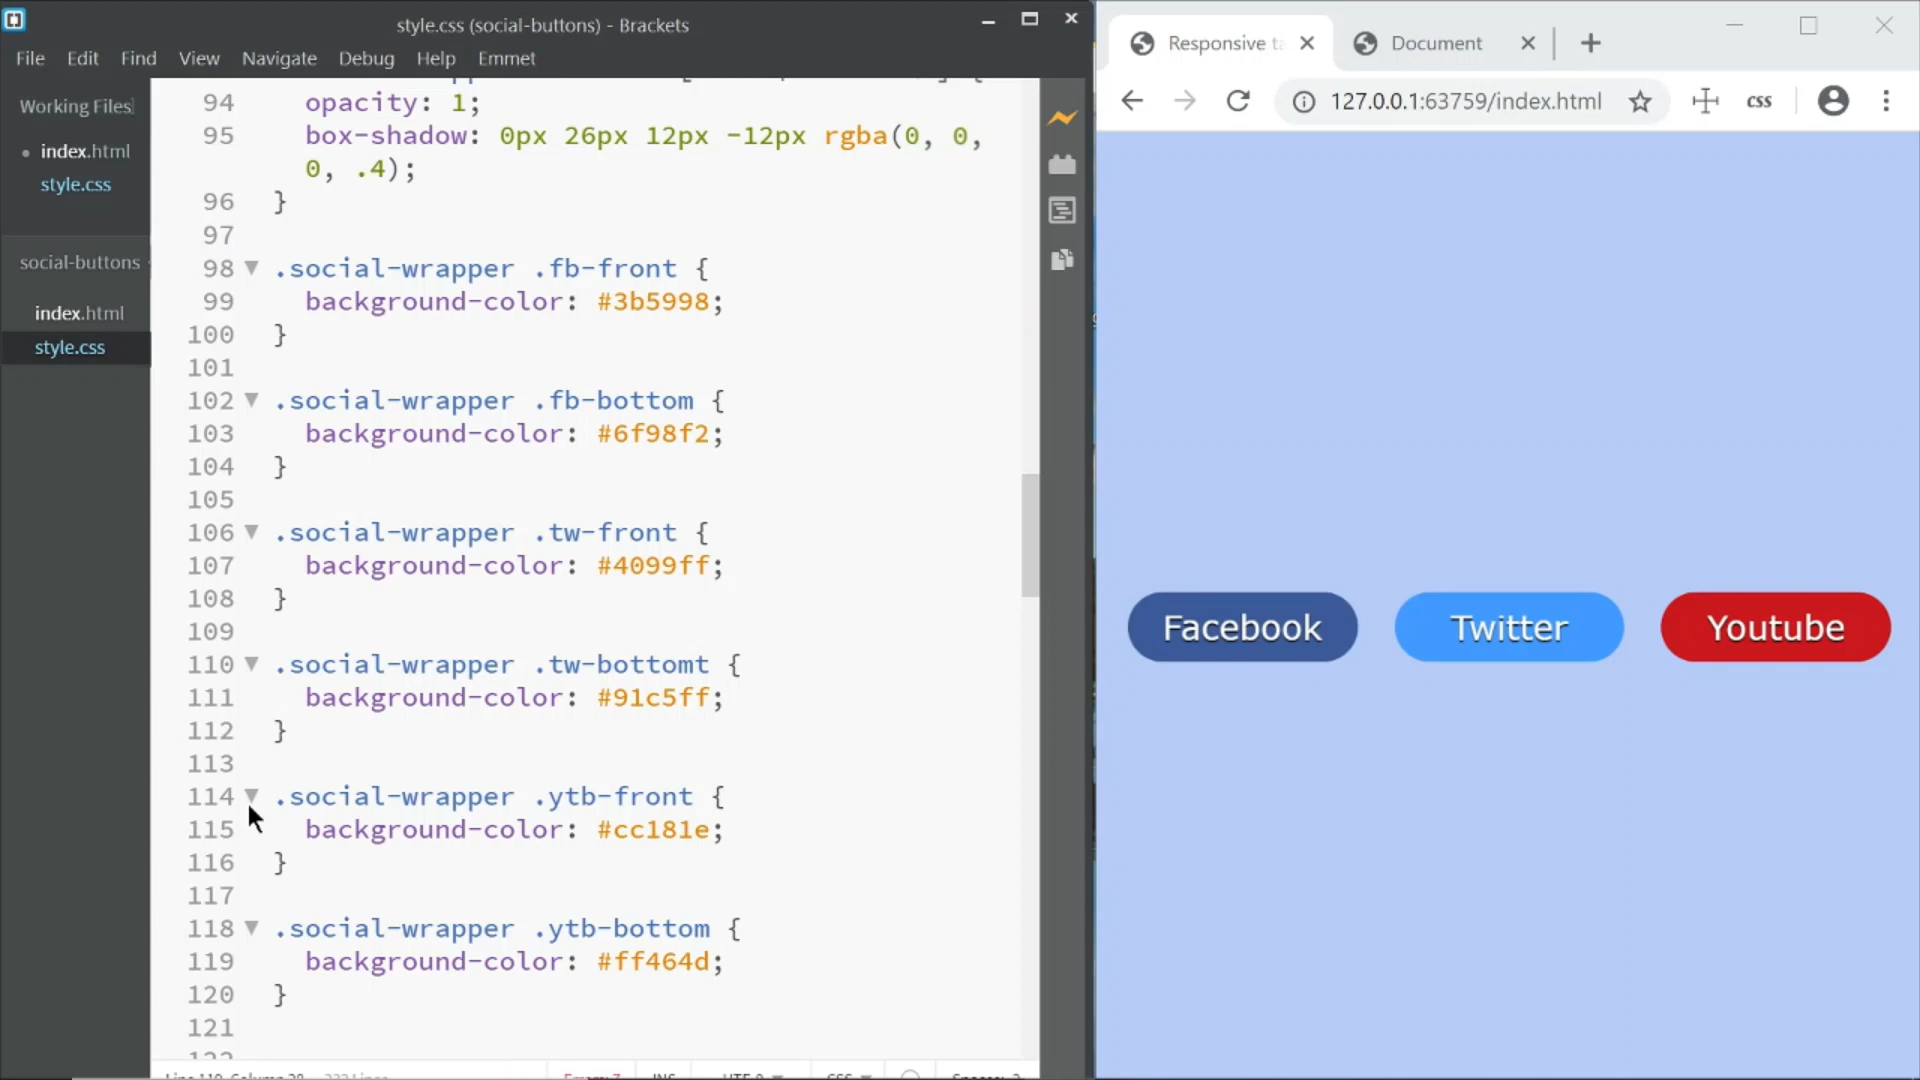 style.css (social-buttons) - Brackets
File Edit Find View Navigate Debug Help Emmet
Working Files
index.html
style.css
social-buttons
index.html
style.css
94 opacity: 1;
95 box-shadow: 0px 26px 12px -12px rgba(0, 0,
0, .4);
96 }
97
98 .social-wrapper .fb-front {
99 background-color: #3b5998;
100 }
101
102 .social-wrapper .fb-bottom {
103 background-color: #6f98f2;
104 }
105
106 .social-wrapper .tw-front {
107 background-color: #4099ff;
108 }
109
110 .social-wrapper .tw-bottomt {
111 background-color: #91c5ff;
112 }
113
114 .social-wrapper .ytb-front {
115 background-color: #cc181e;
116 }
117
118 .social-wrapper .ytb-bottom {
119 background-color: #ff464d;
120 }
121
Responsive ta
Document
127.0.0.1:63759/index.html
css
Facebook
Twitter
Youtube